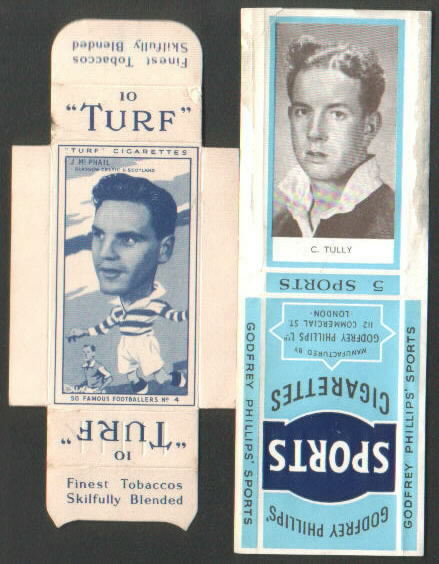 Finest Tobaccos
Skilfully Blended
10
"TURF"
"TURF" CIGARETTES
J. McPHAIL
GLASGOW CELTIC & SCOTLAND
50 FAMOUS FOOTBALLERS No 4
"TURF"
10
Finest Tobaccos
Skilfully Blended
C. TULLY
5 SPORTS
MANUFACTURED BY
GODFREY PHILLIPS LTD
112 COMMERCIAL ST.
LONDON.
GODFREY PHILLIPS' SPORTS
GODFREY PHILLIPS' SPORTS
GODFREY PHILLIPS'
SPORTS
CIGARETTES